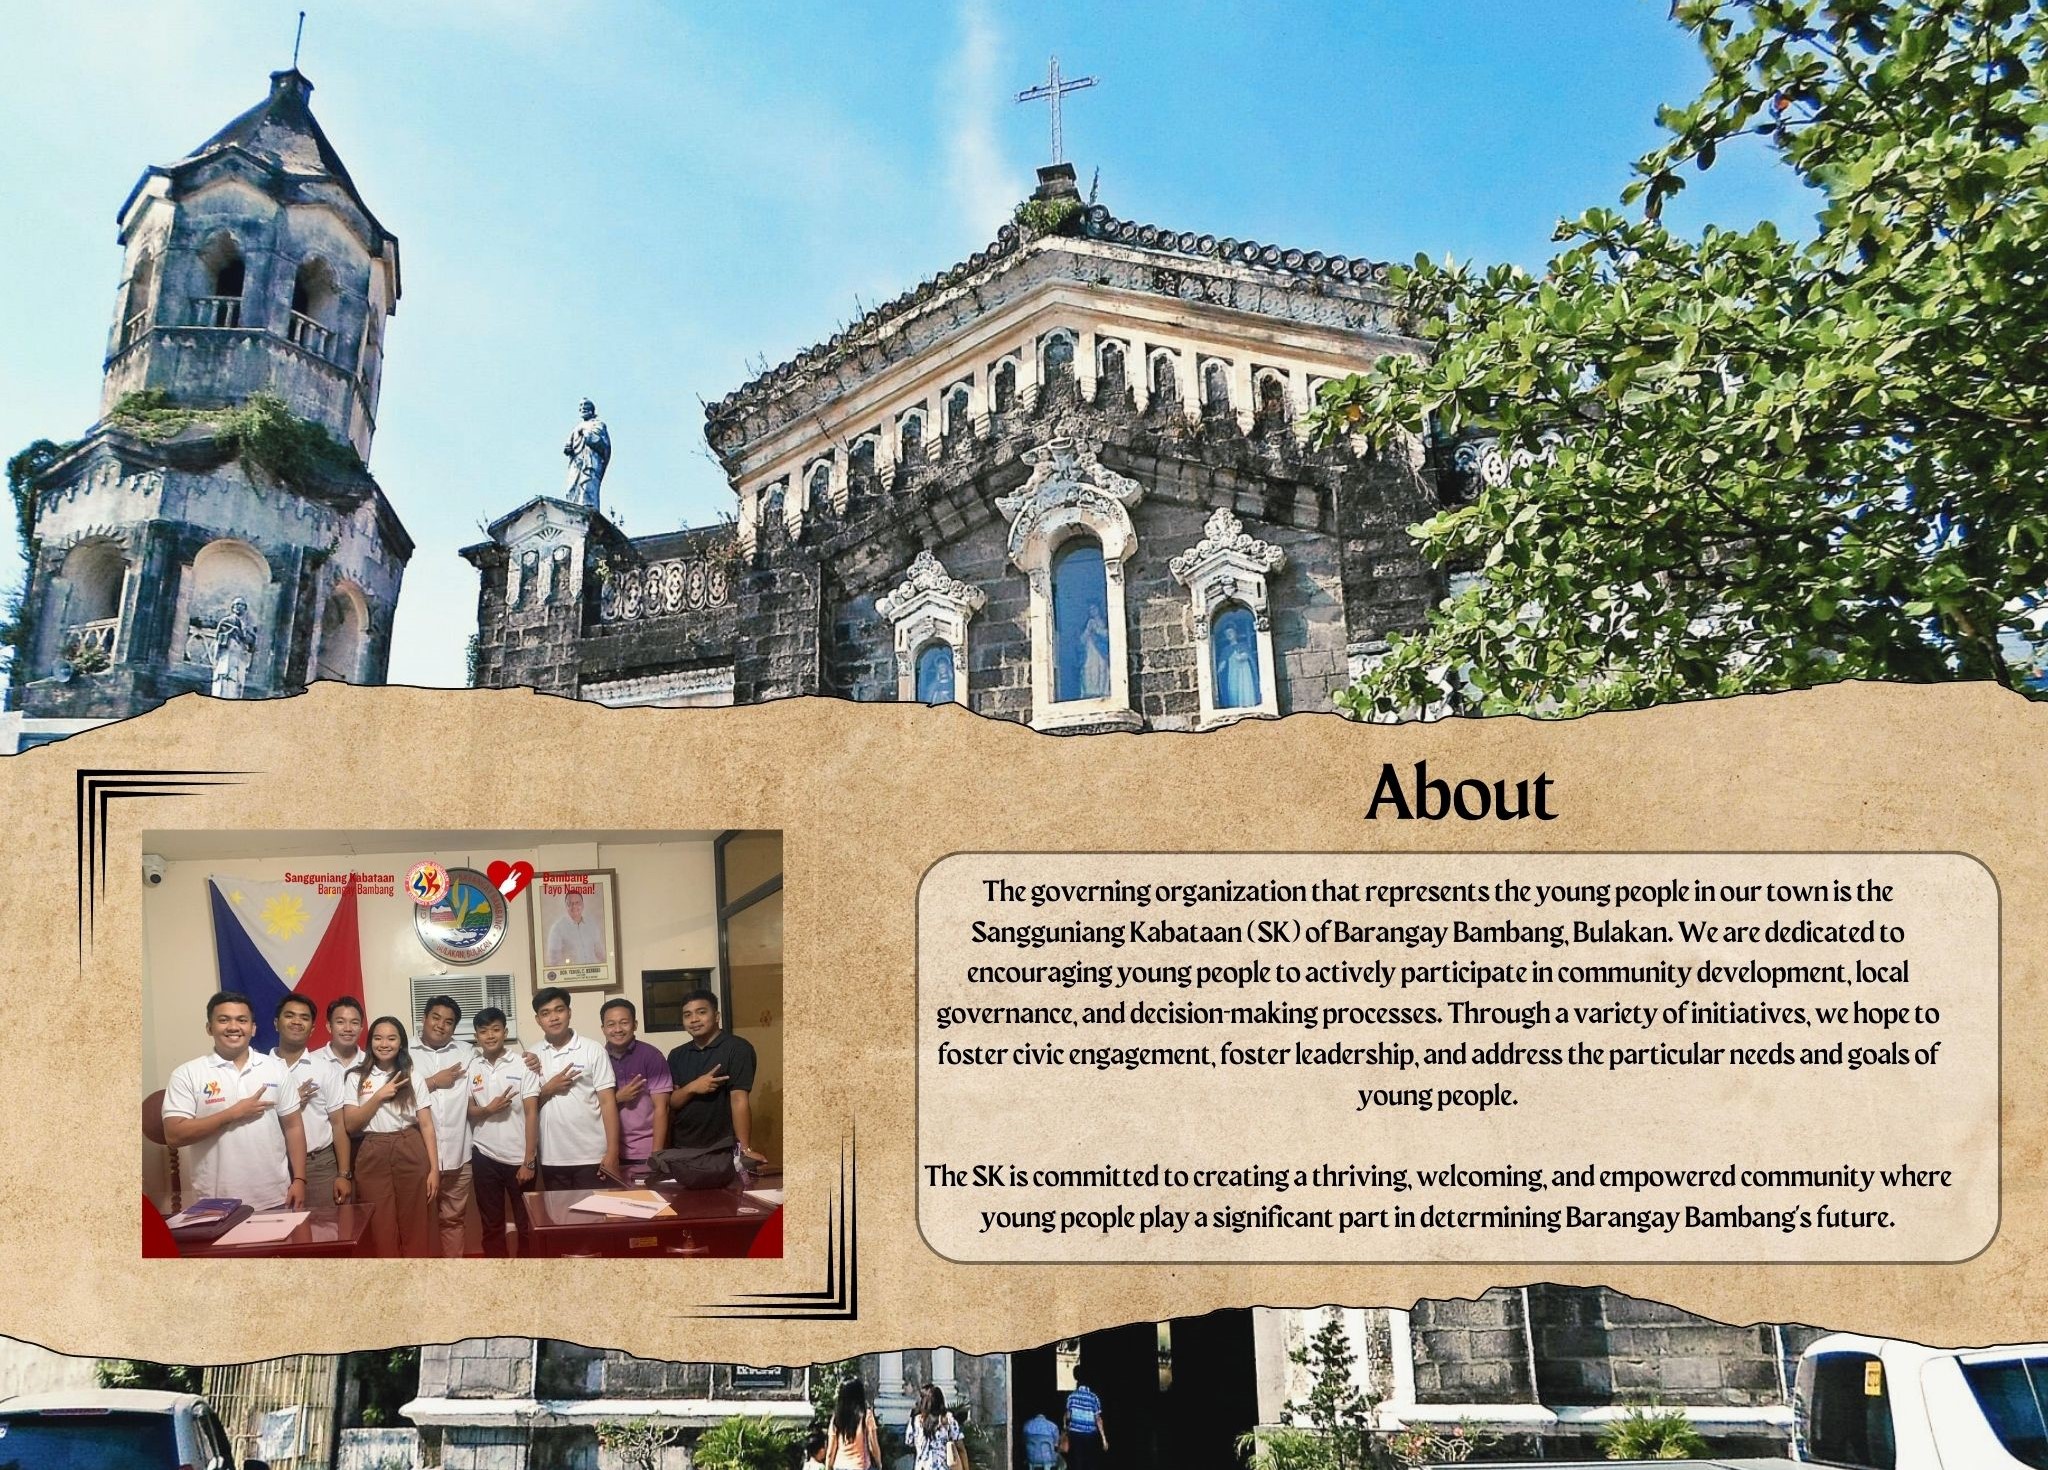 About
Sangguniang Kabataan
Barangay Bambang
Bambang
Tayo Naman!
BULAKAN, BULACAN
BAMBANG
The governing organization that represents the young people in our town is the
Sangguniang Kabataan (SK) of Barangay Bambang, Bulakan. We are dedicated to
encouraging young people to actively participate in community development, local
governance, and decision-making processes. Through a variety of initiatives, we hope to
foster civic engagement, foster leadership, and address the particular needs and goals of
young people.
The SK is committed to creating a thriving, welcoming, and empowered community where
young people play a significant part in determining Barangay Bambang's future.